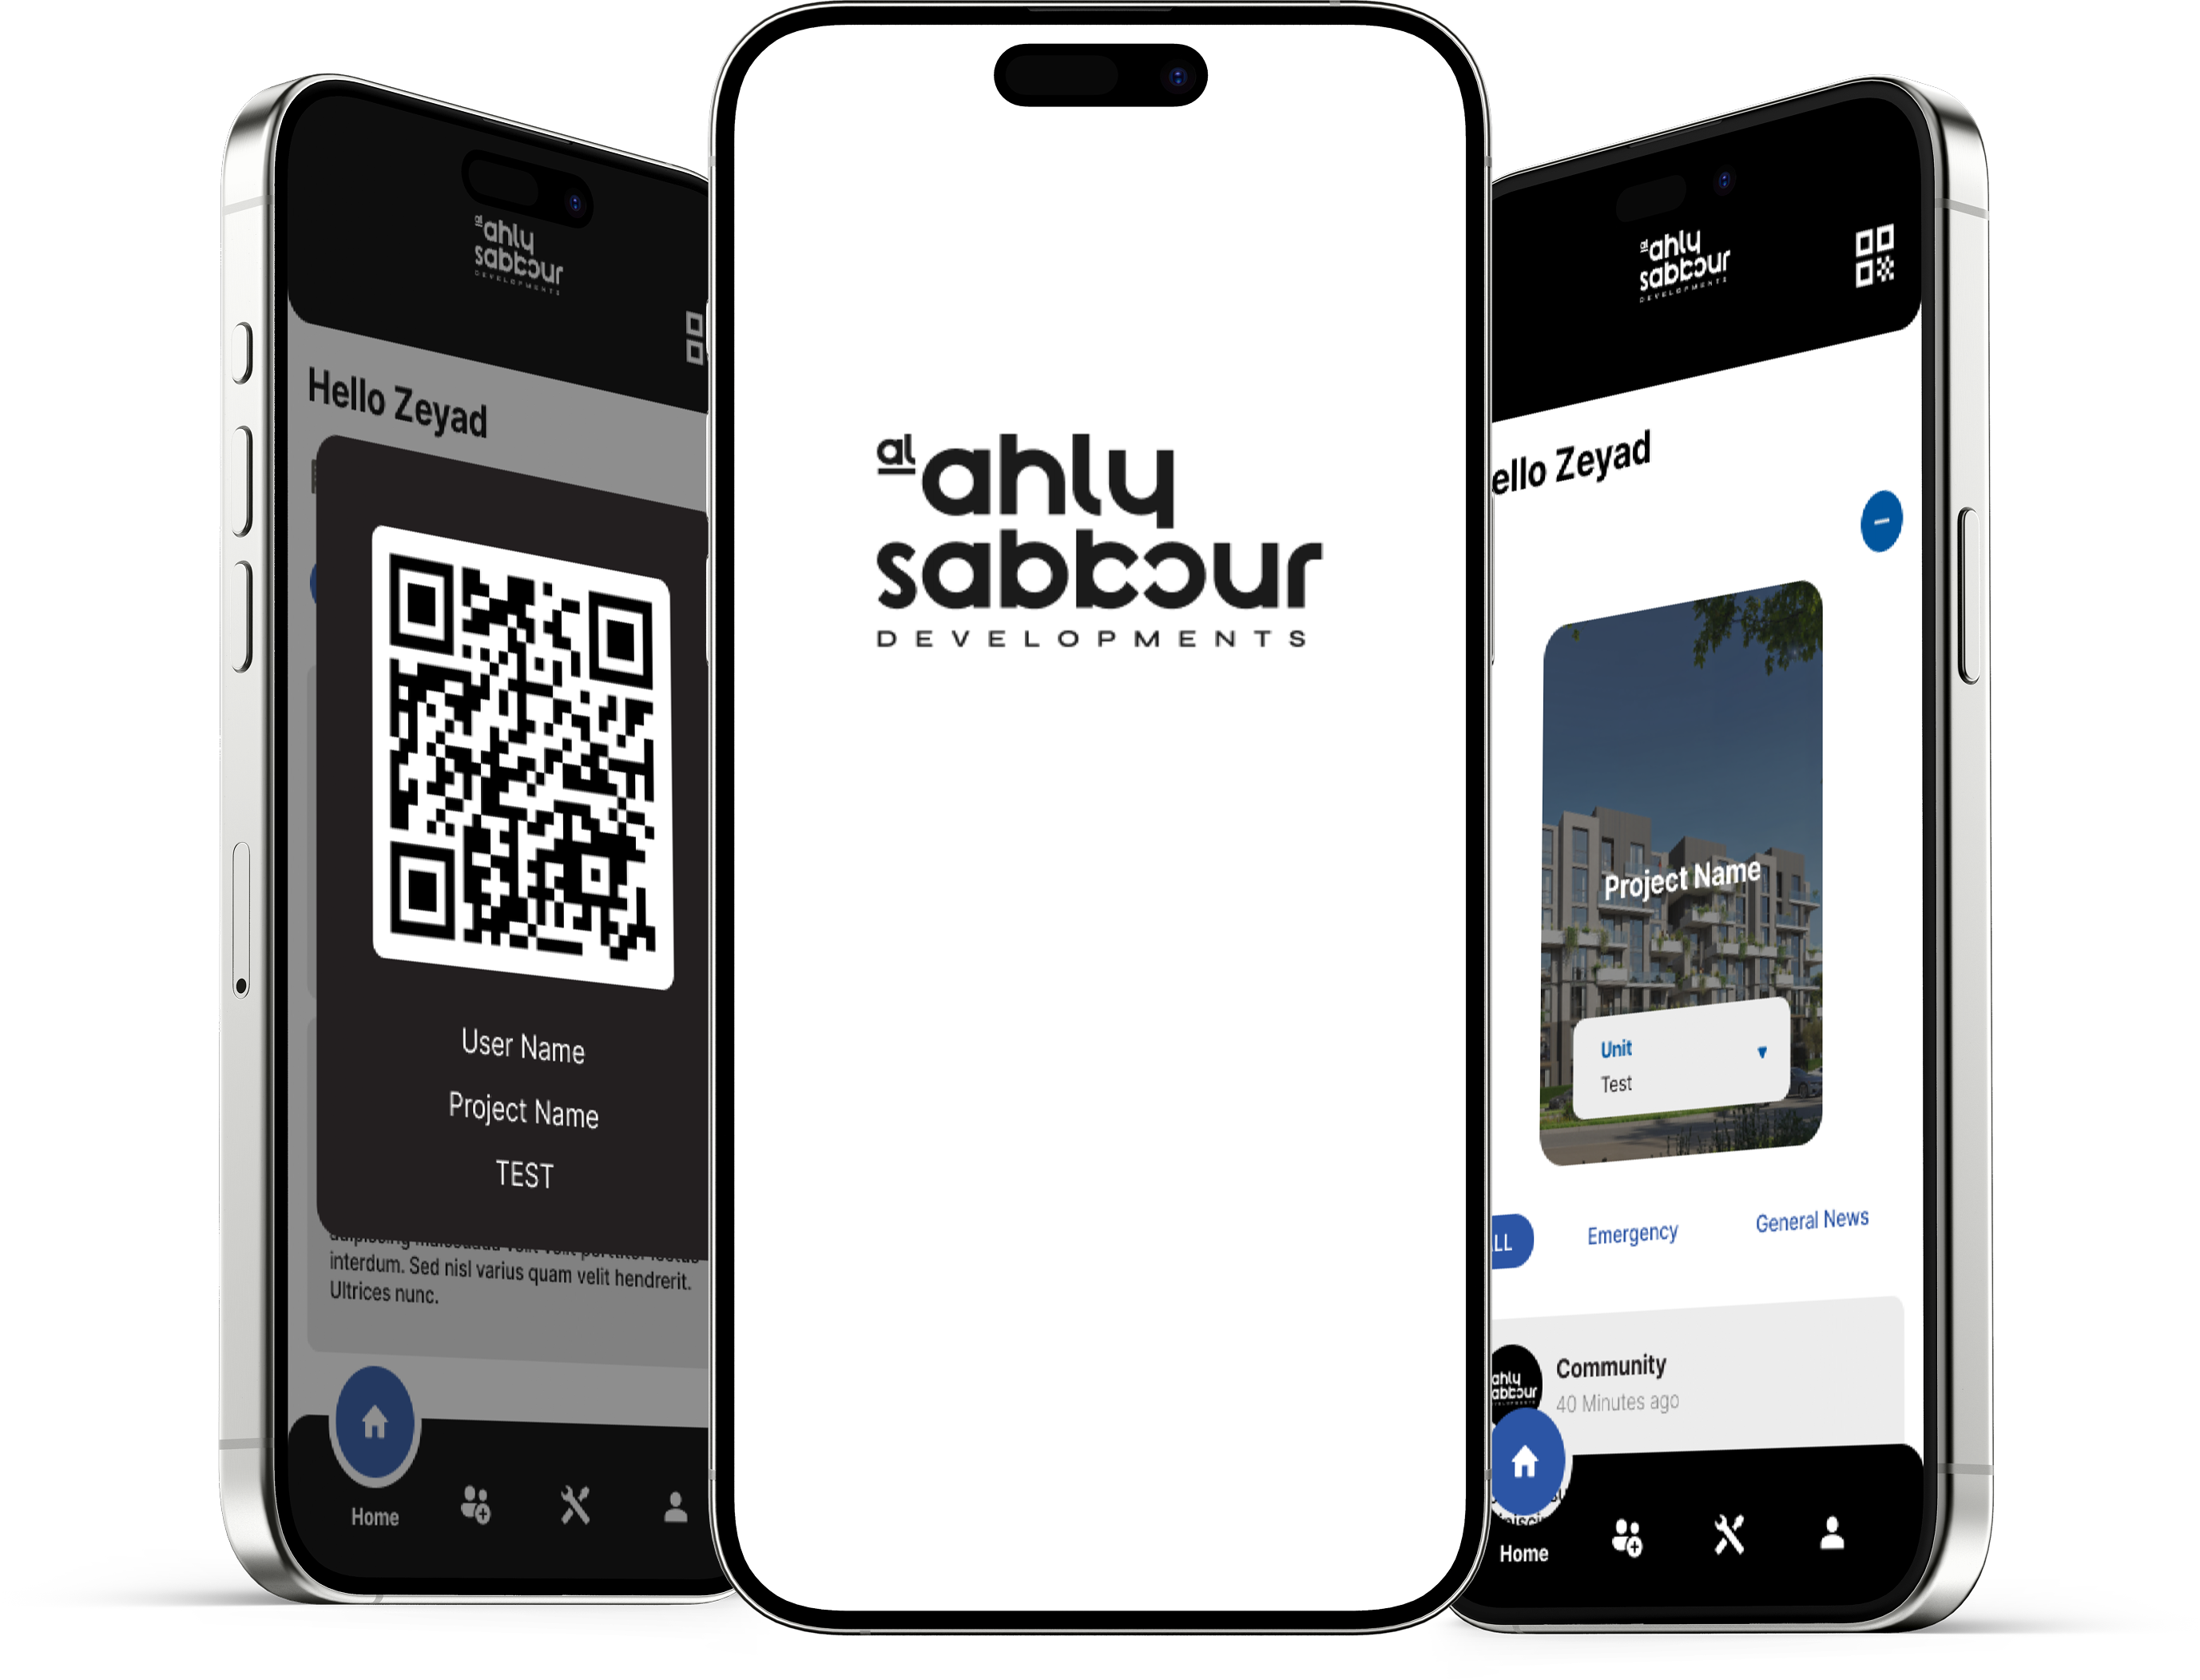 al ahly
sabbour
DEVELOPMENTS
Hello Zeyad
User Name
Project Name
TEST
interdum. Sed nisl varius quam velit hendrerit.
Ultrices nunc.
Home
al ahly
sabbour
DEVELOPMENTS
al ahly
sabbour
DEVELOPMENTS
ello Zeyad
Project Name
Unit
Test
LL
Emergency
General News
ahly
abbour
Community
40 Minutes ago
Home